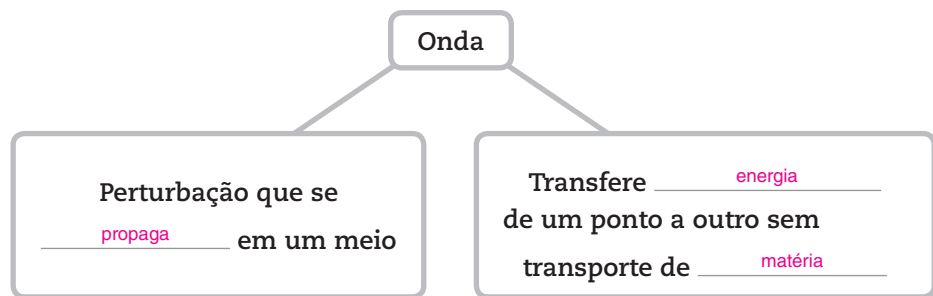 Onda
Perturbação que se
propaga em um meio
Transfere energia
de um ponto a outro sem
transporte de matéria